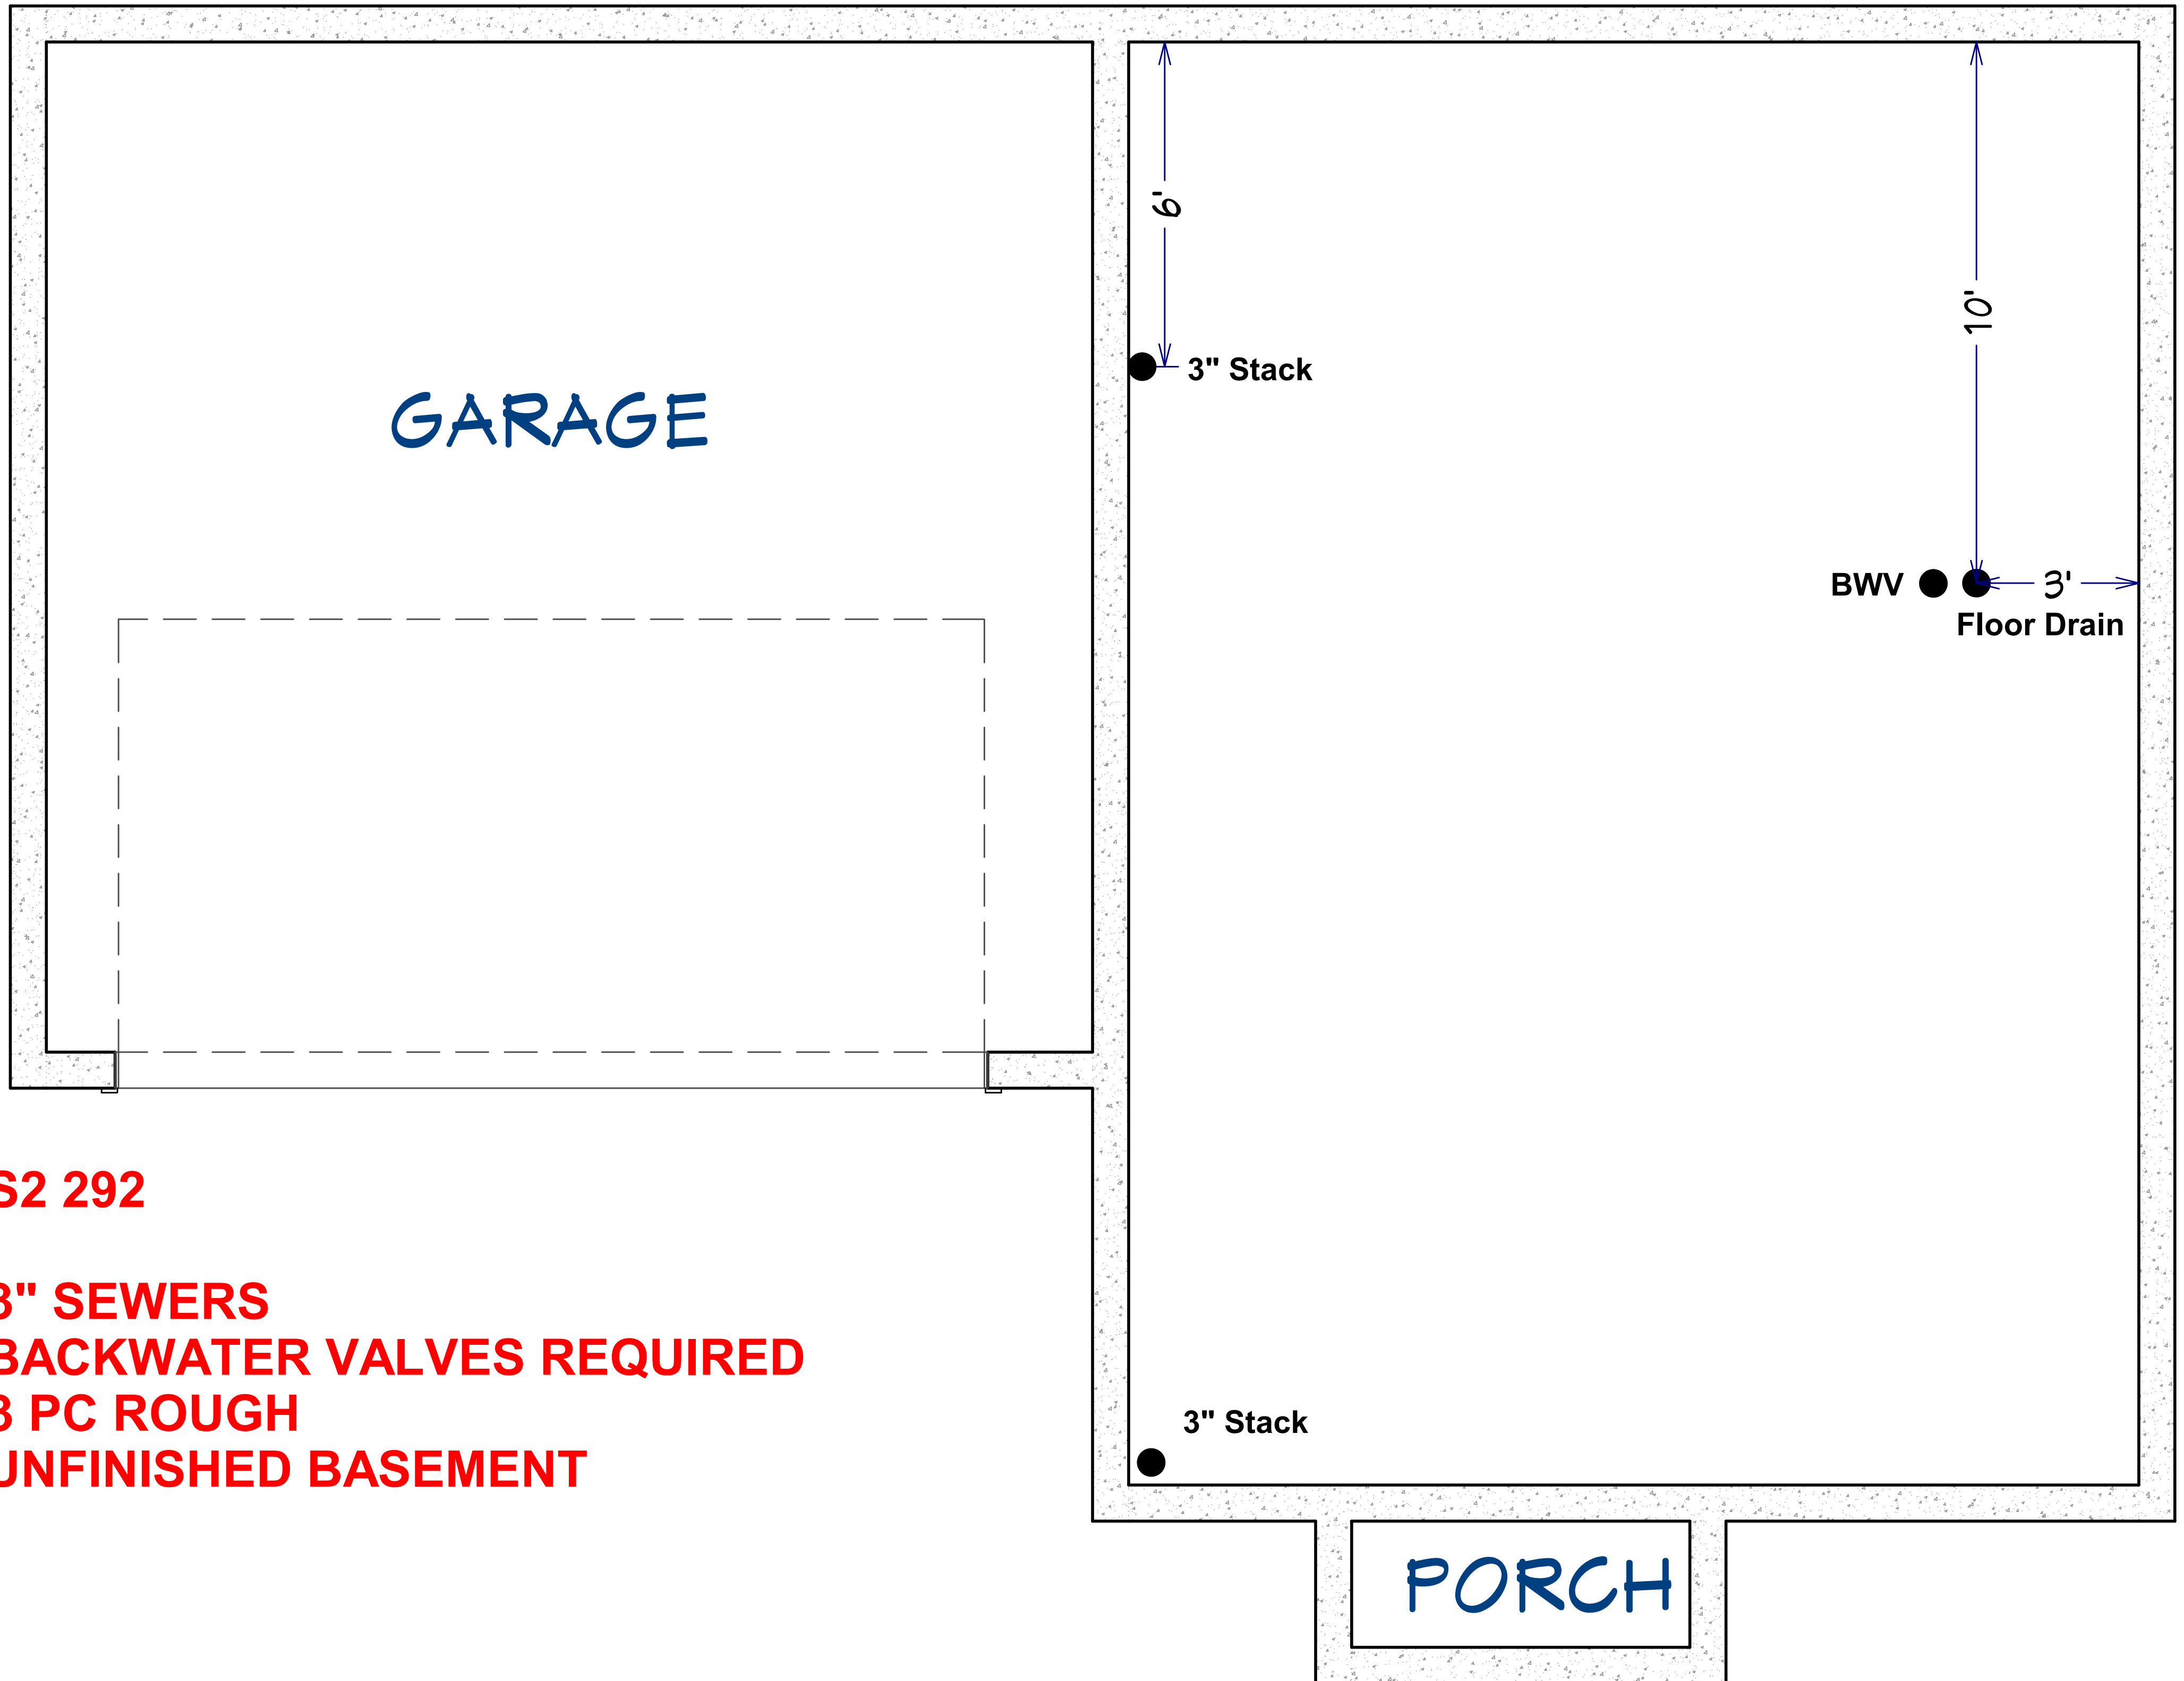 6'
10'
3" Stack
GARAGE
BWV
3'
Floor Drain
S2 292
3" SEWERS
BACKWATER VALVES REQUIRED
3 PC ROUGH
UNFINISHED BASEMENT
3" Stack
PORCH